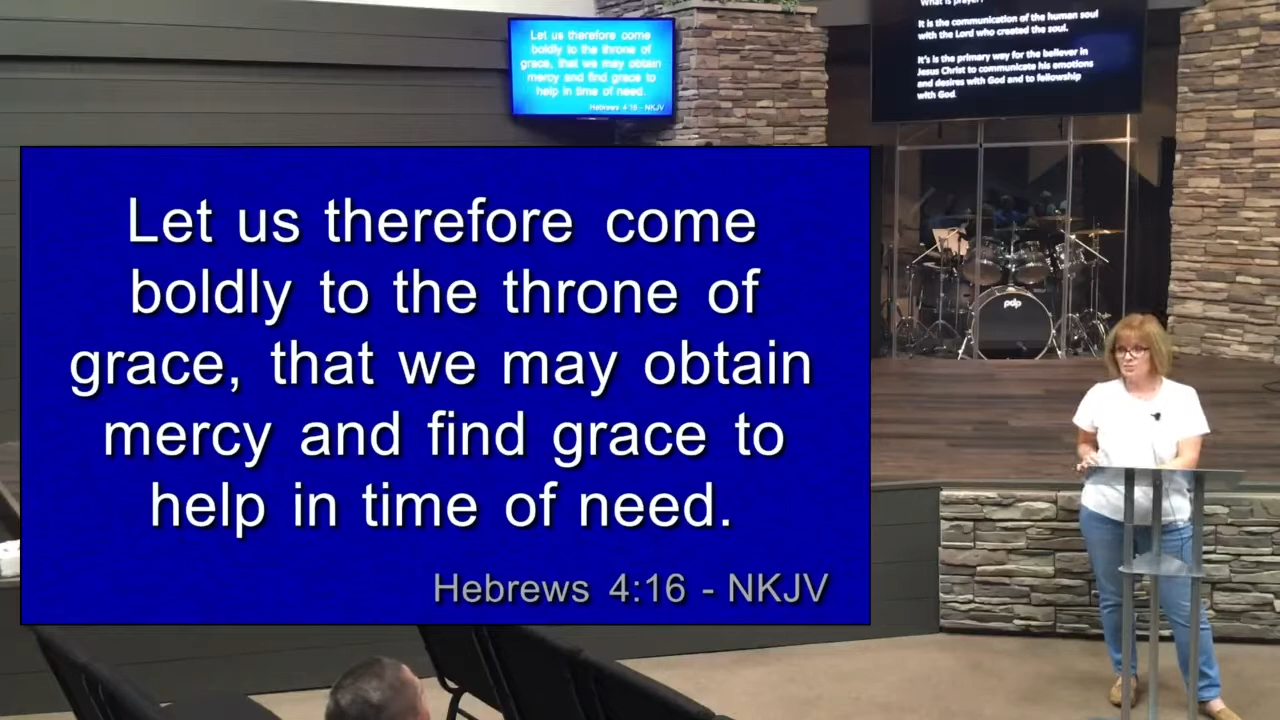 Let us therefore come
boldly to the throne of
grace, that we may obtain
mercy and find grace to
help in time of need.
Hebrews 4:16 - NKJV
What is prayer?
It is the communication of the human soul
with the Lord who created the soul.
It's is the primary way for the believer in
Jesus Christ to communicate his emotions
and desires with God and to fellowship
with God.
Let us therefore come
boldly to the throne of
grace, that we may obtain
mercy and find grace to
help in time of need.
Hebrews 4:16 - NKJV
pdp